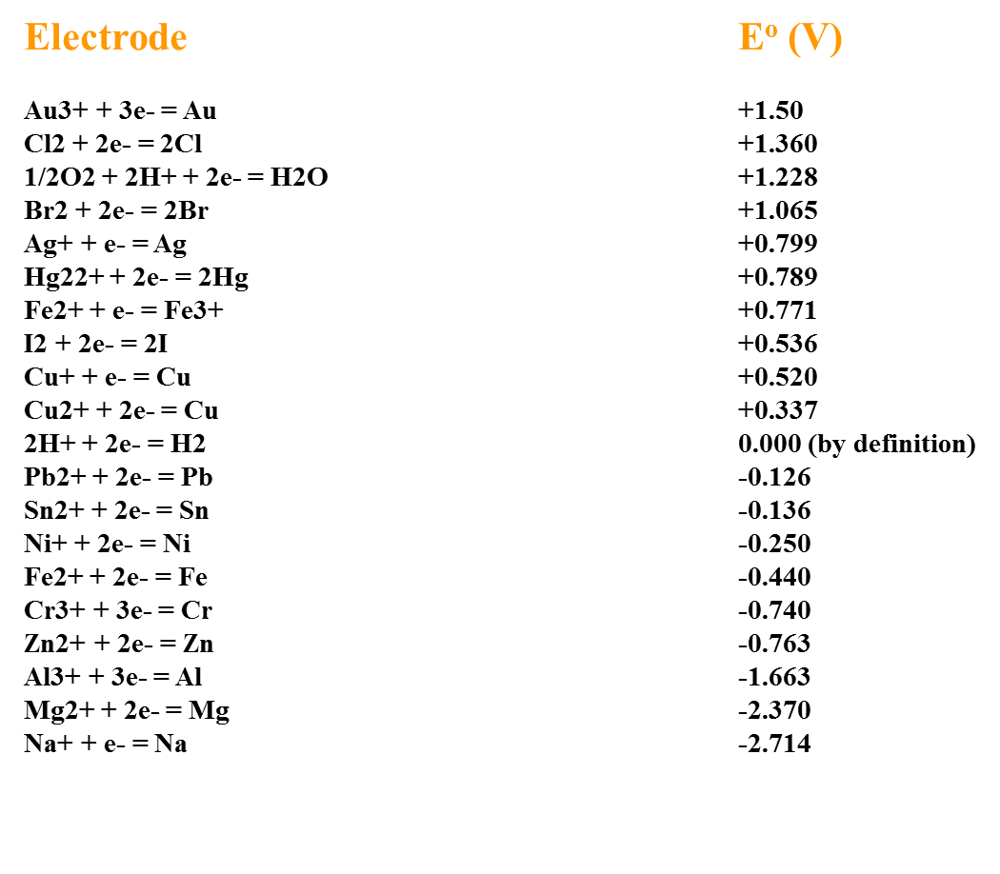 Electrode E° (V)
Au3+ + 3e- = Au +1.50
Cl2 + 2e- = 2Cl +1.360
1/2O2 + 2H+ + 2e- = H2O +1.228
Br2 + 2e- = 2Br +1.065
Ag+ + e- = Ag +0.799
Hg22+ + 2e- = 2Hg +0.789
Fe2+ + e- = Fe3+ +0.771
I2 + 2e- = 2I +0.536
Cu+ + e- = Cu +0.520
Cu2+ + 2e- = Cu +0.337
2H+ + 2e- = H2 0.000 (by definition)
Pb2+ + 2e- = Pb -0.126
Sn2+ + 2e- = Sn -0.136
Ni+ + 2e- = Ni -0.250
Fe2+ + 2e- = Fe -0.440
Cr3+ + 3e- = Cr -0.740
Zn2+ + 2e- = Zn -0.763
Al3+ + 3e- = Al -1.663
Mg2+ + 2e- = Mg -2.370
Na+ + e- = Na -2.714